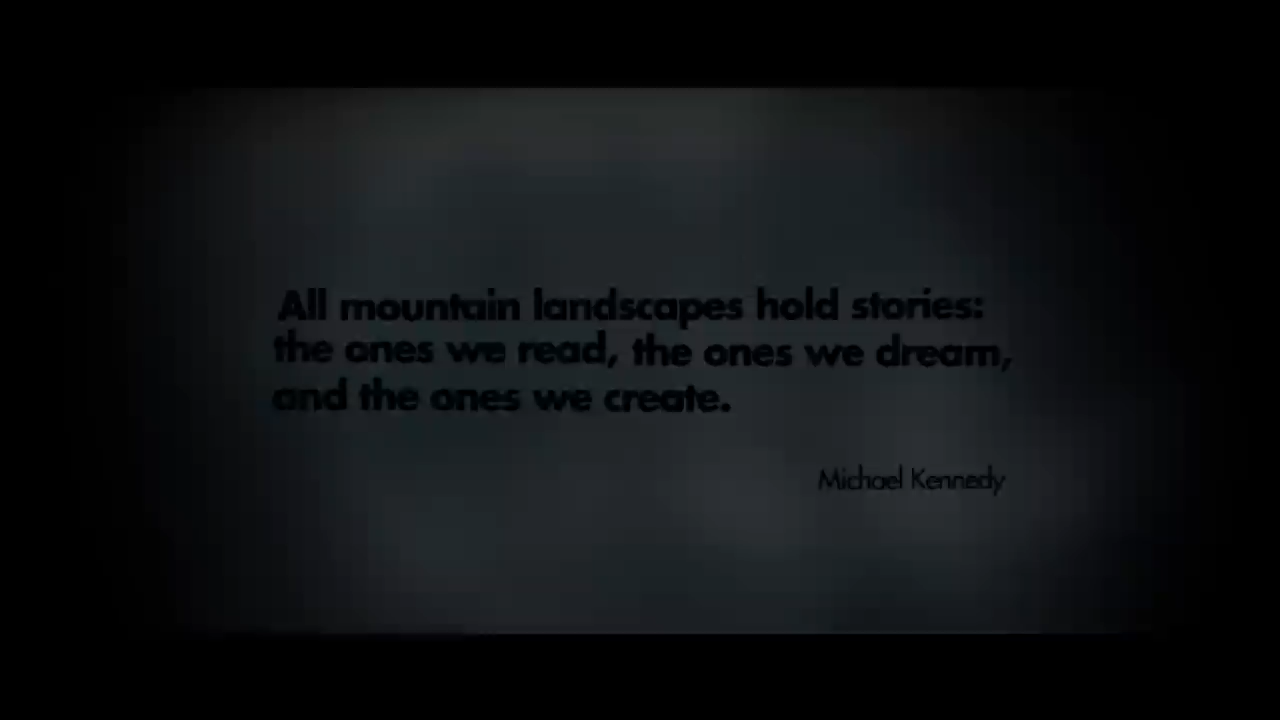 All mountain landscapes hold stories:
the ones we read, the ones we dream,
and the ones we create.
Michael Kennedy